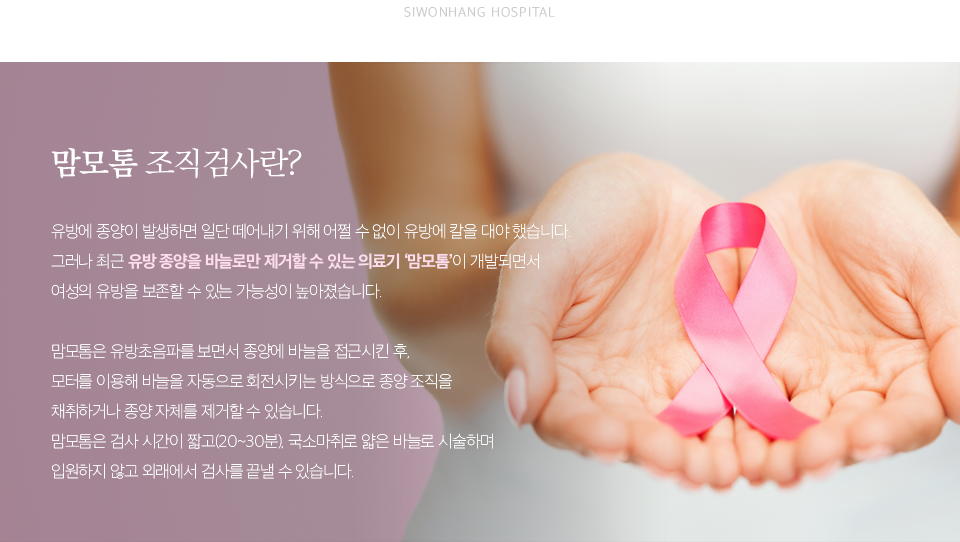 SIWONHANG HOSPITAL
맘모톰 조직검사란?
유방에 종양이 발생하면 일단 떼어내기 위해 어쩔 수 없이 유방에 칼을 대야 했습니다.
그러나 최근 유방 종양을 바늘로만 제거할 수 있는 의료기 '맘모톰'이 개발되면서
여성의 유방을 보존할 수 있는 가능성이 높아졌습니다.
맘모톰은 유방초음파를 보면서 종양에 바늘을 접근시킨 후,
모터를 이용해 바늘을 자동으로 회전시키는 방식으로 종양 조직을
채취하거나 종양 자체를 제거할 수 있습니다.
맘모톰은 검사 시간이 짧고(20~30분), 국소마취로 얇은 바늘로 시술하며
입원하지 않고 외래에서 검사를 끝낼 수 있습니다.